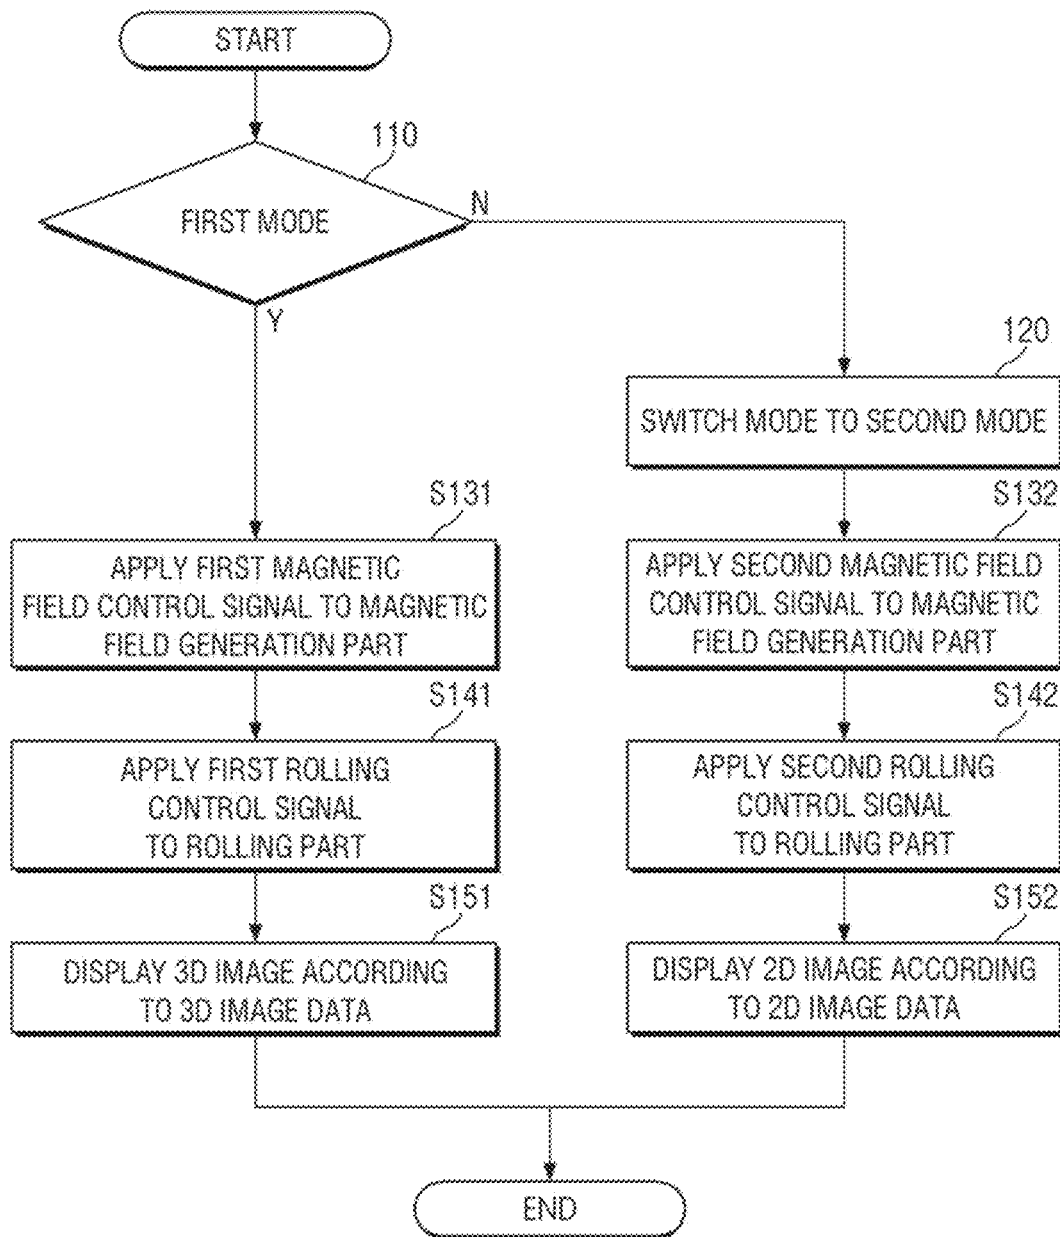 START
110
FIRST MODE
N
Y
120
SWITCH MODE TO SECOND MODE
S131
APPLY FIRST MAGNETIC
FIELD CONTROL SIGNAL TO MAGNETIC
FIELD GENERATION PART
S132
APPLY SECOND MAGNETIC FIELD
CONTROL SIGNAL TO MAGNETIC
FIELD GENERATION PART
S141
APPLY FIRST ROLLING
CONTROL SIGNAL
TO ROLLING PART
S142
APPLY SECOND ROLLING
CONTROL SIGNAL
TO ROLLING PART
S151
DISPLAY 3D IMAGE ACCORDING
TO 3D IMAGE DATA
S152
DISPLAY 2D IMAGE ACCORDING
TO 2D IMAGE DATA
END